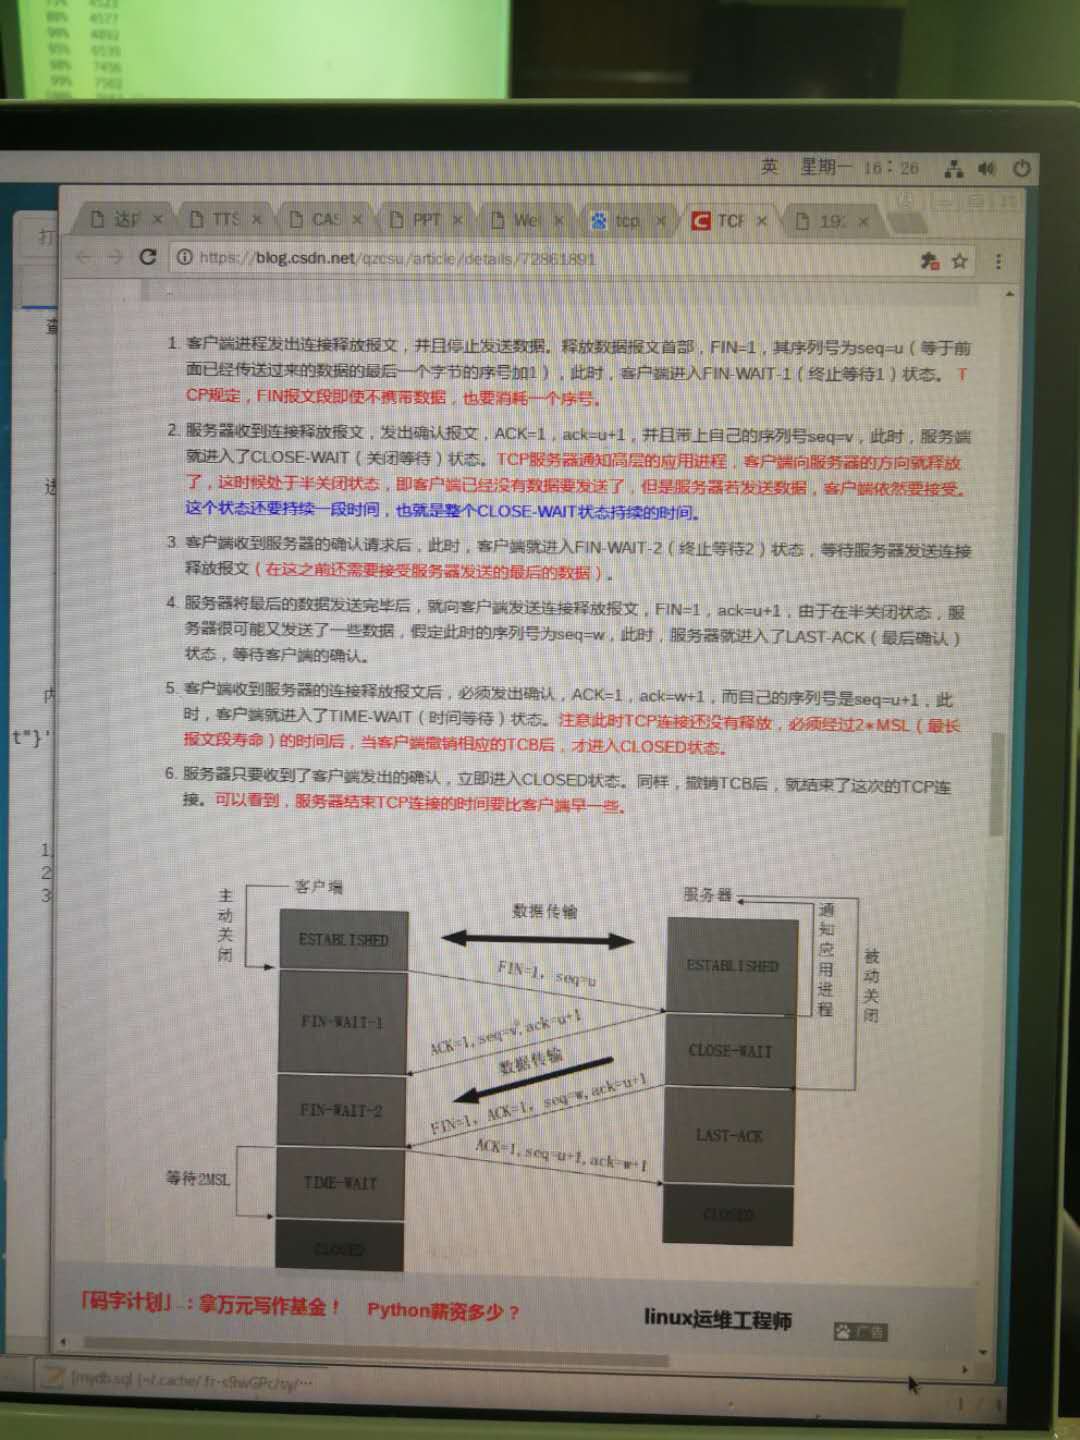 88% 4577
98% 7456
99% 7502
英 星期一 16:26
达 TTS CAS PPT We tcp TCF 19
https://blog.csdn.net/qzcsu/article/details/72861891
打
1. 客户端进程发出连接释放报文，并且停止发送数据。释放数据报文首部，FIN=1，其序列号为seq=u（等于前
面已经传送过来的数据的最后一个字节的序号加1），此时，客户端进入FIN-WAIT-1（终止等待1）状态。 T
CP规定，FIN报文段即使不携带数据，也要消耗一个序号。
2. 服务器收到连接释放报文，发出确认报文，ACK=1，ack=u+1，并且带上自己的序列号seq=v，此时，服务端
就进入了CLOSE-WAIT（关闭等待）状态。TCP服务器通知高层的应用进程，客户端向服务器的方向就释放
了，这时候处于半关闭状态，即客户端已经没有数据要发送了，但是服务器若发送数据，客户端依然要接受。
这个状态还要持续一段时间，也就是整个CLOSE-WAIT状态持续的时间。
3. 客户端收到服务器的确认请求后，此时，客户端就进入FIN-WAIT-2（终止等待2）状态，等待服务器发送连接
释放报文（在这之前还需要接受服务器发送的最后的数据）。
4. 服务器将最后的数据发送完毕后，就向客户端发送连接释放报文，FIN=1，ack=u+1，由于在半关闭状态，服
务器很可能又发送了一些数据，假定此时的序列号为seq=w，此时，服务器就进入了LAST-ACK（最后确认）
状态，等待客户端的确认。
内
t"}'
5. 客户端收到服务器的连接释放报文后，必须发出确认，ACK=1，ack=w+1，而自己的序列号是seq=u+1，此
时，客户端就进入了TIME-WAIT（时间等待）状态。注意此时TCP连接还没有释放，必须经过2*MSL（最长
报文段寿命）的时间后，当客户端撤销相应的TCB后，才进入CLOSED状态。
6. 服务器只要收到了客户端发出的确认，立即进入CLOSED状态。同样，撤销TCB后，就结束了这次的TCP连
接。可以看到，服务器结束TCP连接的时间要比客户端早一些。
1
2
3
主动关闭
客户端
数据传输
服务器
通知应用进程
被动关闭
ESTABLISHED
ESTABLISHED
FIN=1, seq=u
FIN-WAIT-1
ACK=1,seq=v,ack=u+1
CLOSE-WAIT
数据传输
FIN-WAIT-2
FIN=1, ACK=1, seq=w,ack=u+1
LAST-ACK
ACK=1,seq=u+1,ack=w+1
等待2MSL
TIME-WAIT
CLOSED
CLOSED
「码字计划」：拿万元写作基金！ Python薪资多少？ linux运维工程师
广告
[mydb.sql (~/.cache/.fr-s9wGPc/sy/…
1 / 4